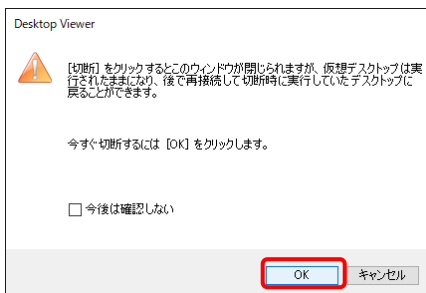 Desktop Viewer
[切断] をクリックするとこのウィンドウが閉じられますが、仮想デスクトップは実
行されたままになり、後で再接続して切断時に実行していたデスクトップに
戻ることができます。
今すぐ切断するには [OK] をクリックします。
今後は確認しない
OK
キャンセル